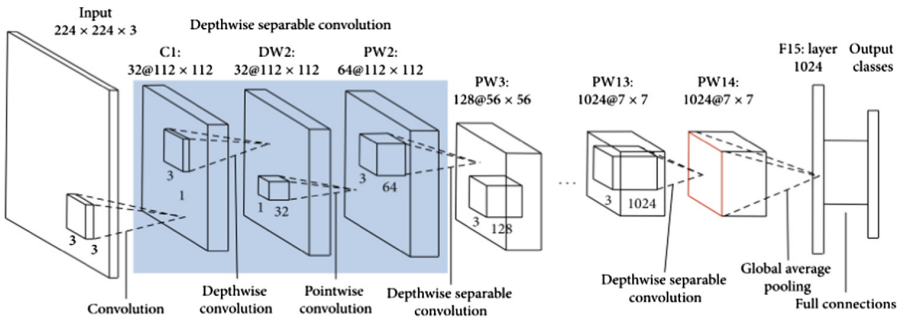 Input
224 × 224 × 3
Depthwise separable convolution
C1:
32@112 × 112
DW2:
32@112 × 112
PW2:
64@112 × 112
PW3:
128@56 × 56
PW13:
1024@7 × 7
PW14:
1024@7 × 7
F15: layer
1024
Output
classes
3
3
3
1
1
32
3
64
3
128
...
3
1024
Convolution
Depthwise
convolution
Pointwise
convolution
Depthwise separable
convolution
Depthwise separable
convolution
Global average
pooling
Full connections